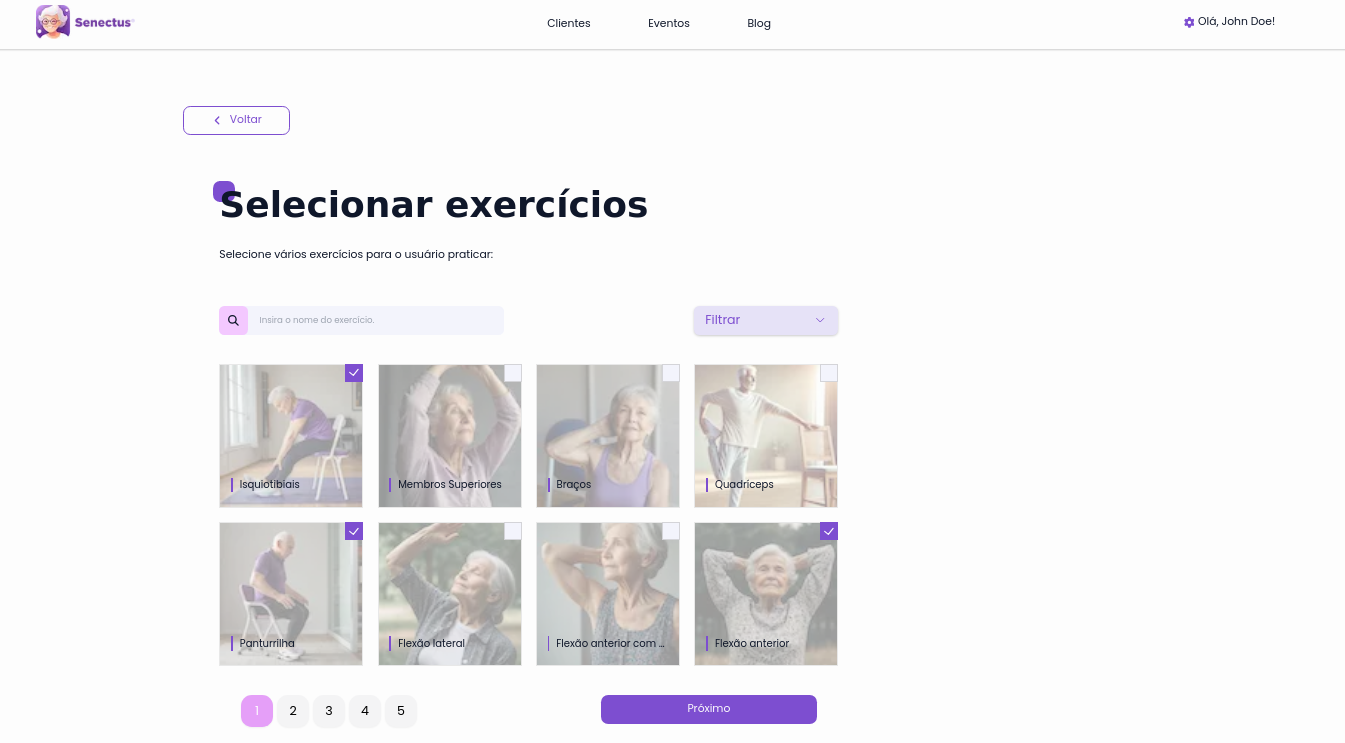 Senectus
Clientes
Eventos
Blog
Olá, John Doe!
Voltar
Selecionar exercícios
Selecione vários exercícios para o usuário praticar:
Insira o nome do exercício.
Filtrar
Isquiotibiais
Membros Superiores
Braços
Quadríceps
Panturrilha
Flexão lateral
Flexão anterior com ...
Flexão anterior
1 2 3 4 5
Próximo